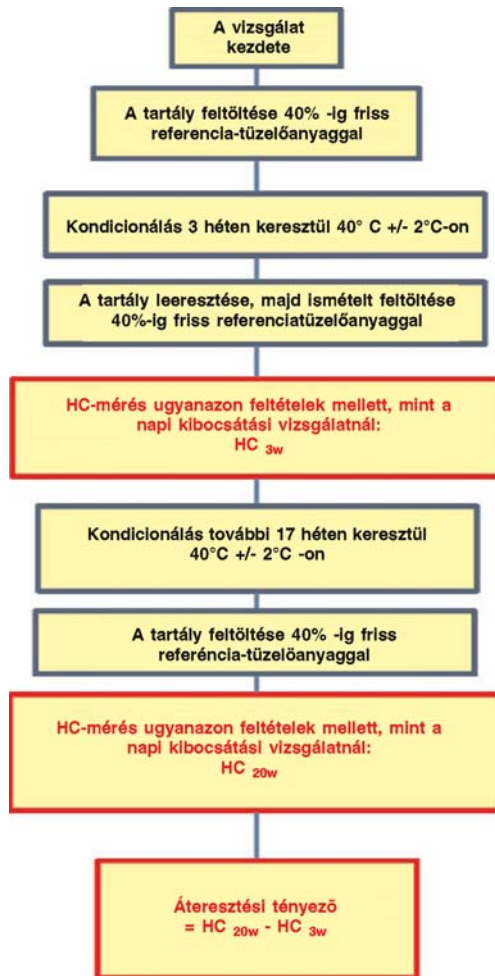 A vizsgálat
kezdete
A tartály feltöltése 40% -ig friss
referencia-tüzelőanyaggal
Kondicionálás 3 héten keresztül 40° C +/- 2°C-on
A tartály leeresztése, majd ismételt feltöltése
40%-ig friss referenciatüzelőanyaggal
HC-mérés ugyanazon feltételek mellett, mint a
napi kibocsátási vizsgálatnál:
HC 3w
Kondicionálás további 17 héten keresztül
40°C +/- 2°C -on
A tartály feltöltése 40% -ig friss
referéncia-tüzelöanyaggal
HC-mérés ugyanazon feltételek mellett, mint a
napi kibocsátási vizsgálatnál:
HC 20w
Áteresztési tényezõ
= HC 20w - HC 3w